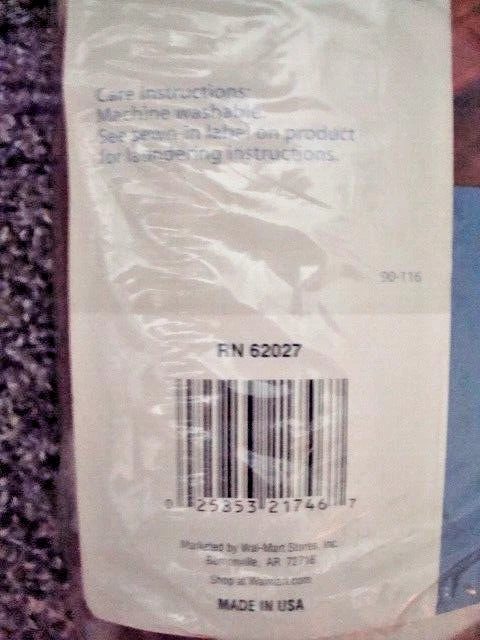 Care instructions:
Machine washable.
See sewn in label on product
for laundering instructions.
90-116
RN 62027
0 25353 21746 7
Marketed by Wal-Mart Stores, Inc.
Bentonville, AR 72716
Shop at Walmart.com
MADE IN USA